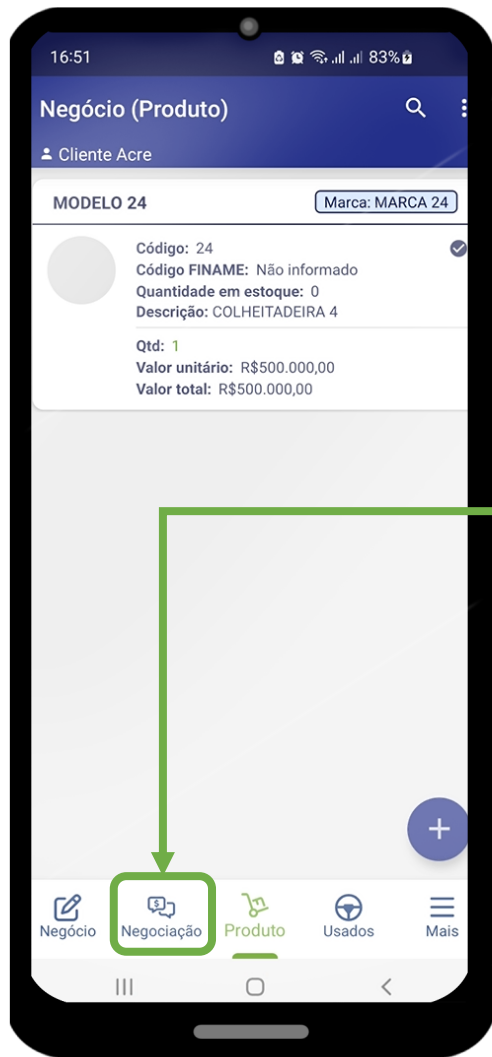 16:51 83%
Negócio (Produto)
Cliente Acre
MODELO 24 Marca: MARCA 24
Código: 24
Código FINAME: Não informado
Quantidade em estoque: 0
Descrição: COLHEITADEIRA 4
Qtd: 1
Valor unitário: R$500.000,00
Valor total: R$500.000,00
Negócio Negociação Produto Usados Mais